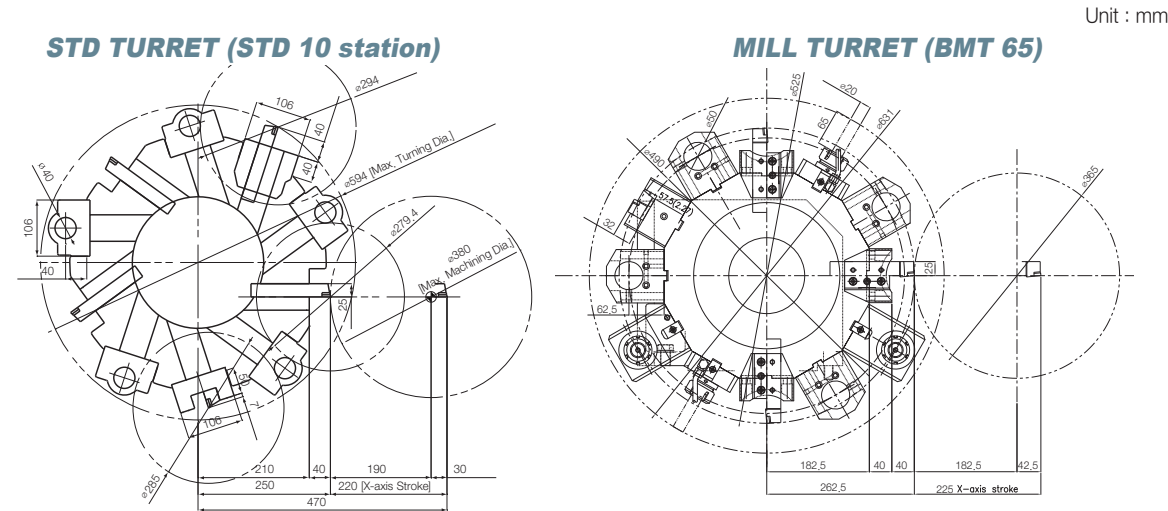 Unit : mm
STD TURRET (STD 10 station)
MILL TURRET (BMT 65)
ø294
106
40
40
ø594 [Max. Turning Dia.]
ø40
106
40
ø279.4
ø380
[Max. Machining Dia.]
25
50
7
106
ø285
210
40
190
30
250
220 [X-axis Stroke]
470
ø525
ø20
65
ø631
ø50
ø490
57.5(2.27)
32
ø365
25
62.5
182.5
40
40
182.5
42.5
262.5
225 X-axis stroke